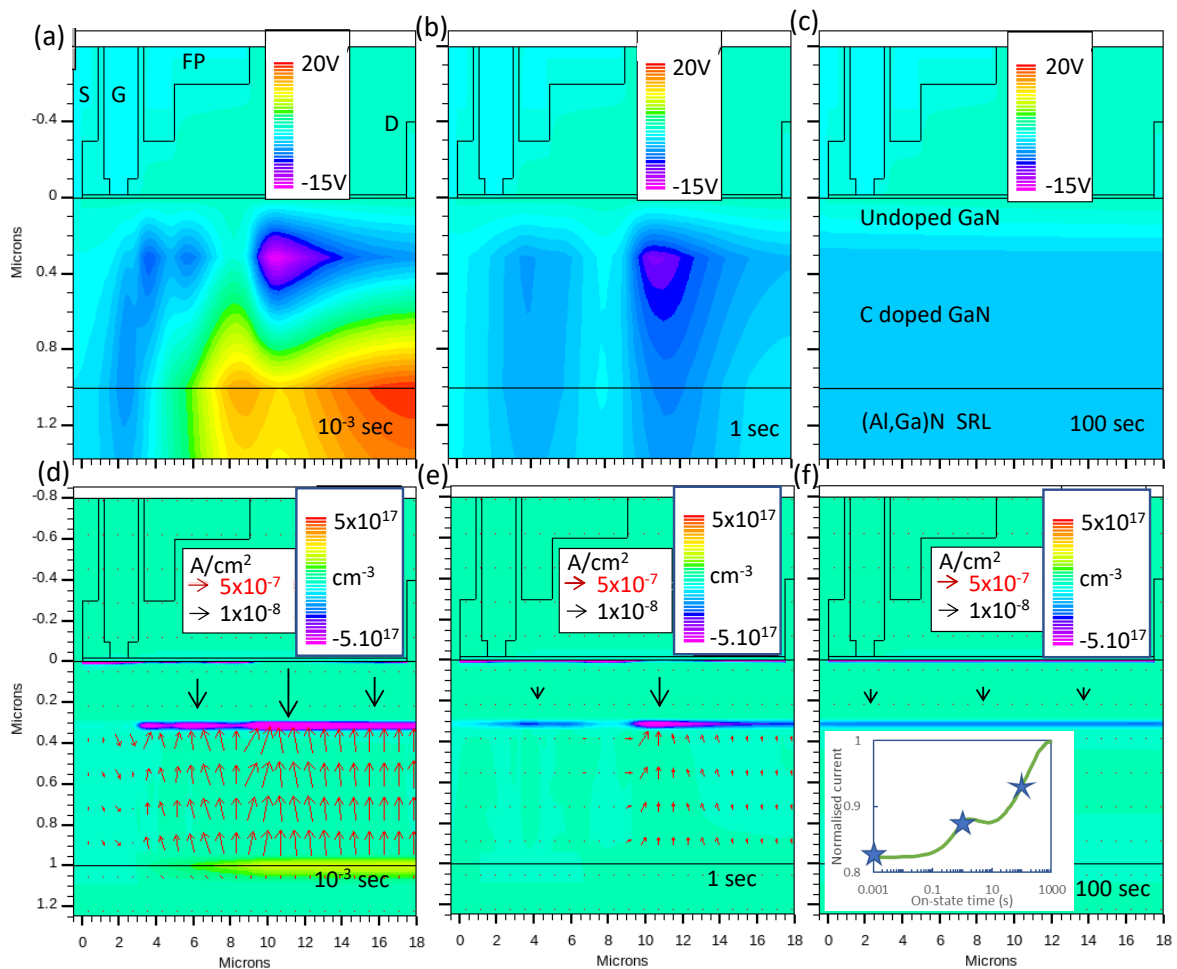 (a)
FP
20V
S
G
D
-15V
-0.4
0
0.4
0.8
1.2
Microns
10-3 sec
(b)
20V
-15V
1 sec
(c)
20V
-15V
Undoped GaN
C doped GaN
(Al,Ga)N SRL
100 sec
(d)
5x1017
cm-3
-5.1017
A/cm2
5x10-7
1x10-8
-0.8
-0.6
-0.4
-0.2
0
0.2
0.4
0.6
0.8
1
1.2
Microns
10-3 sec
0 2 4 6 8 10 12 14 16 18
Microns
(e)
5x1017
cm-3
-5.1017
A/cm2
5x10-7
1x10-8
1 sec
0 2 4 6 8 10 12 14 16 18
Microns
(f)
5x1017
cm-3
-5.1017
A/cm2
5x10-7
1x10-8
1
0.9
0.8
Normalised current
0.001 0.1 10 1000
On-state time (s)
100 sec
0 2 4 6 8 10 12 14 16 18
Microns